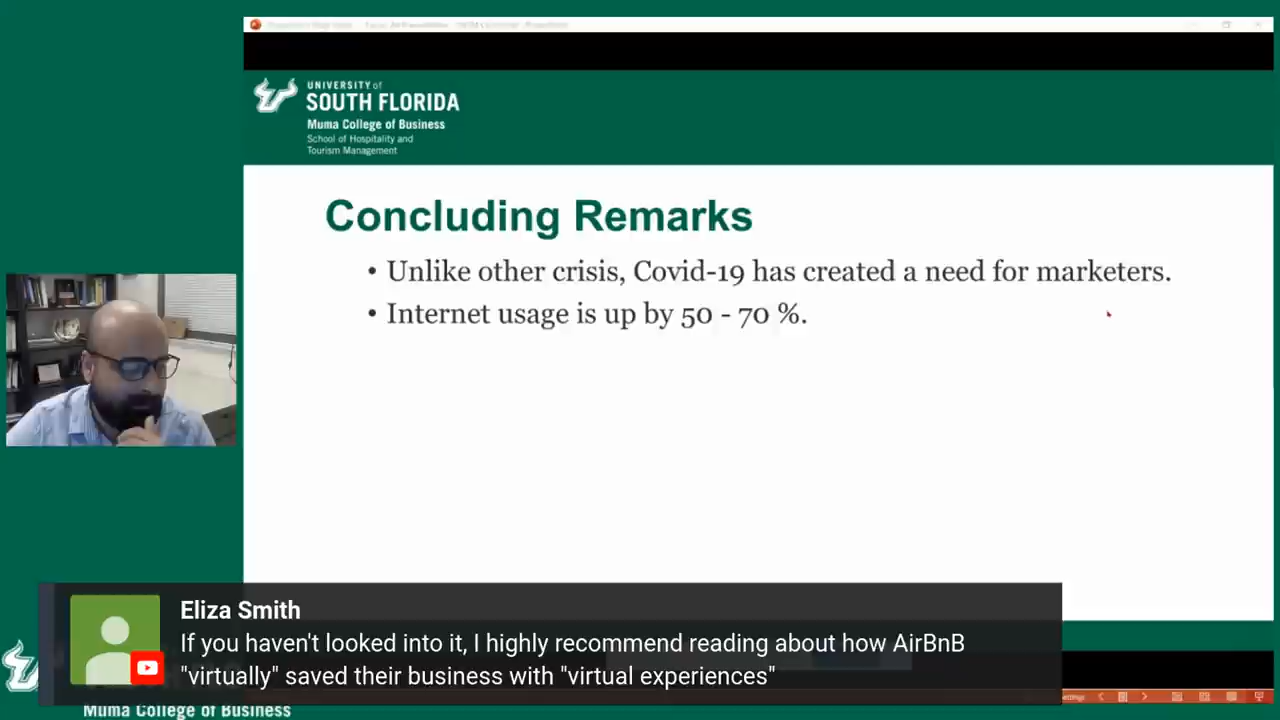 UNIVERSITY of
SOUTH FLORIDA
Muma College of Business
School of Hospitality and
Tourism Management
Concluding Remarks
• Unlike other crisis, Covid-19 has created a need for marketers.
• Internet usage is up by 50 - 70 %.
Eliza Smith
If you haven't looked into it, I highly recommend reading about how AirBnB
"virtually" saved their business with "virtual experiences"
Muma College of Business